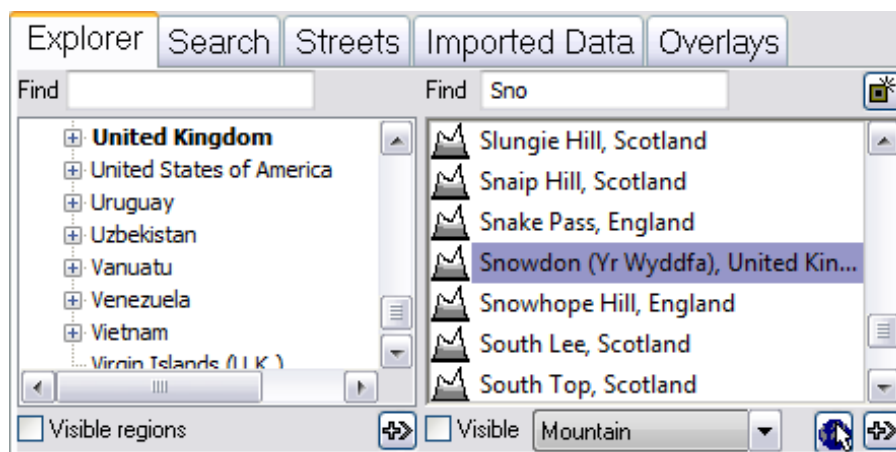 Explorer Search Streets Imported Data Overlays
Find
Find Sno
United Kingdom
United States of America
Uruguay
Uzbekistan
Vanuatu
Venezuela
Vietnam
Virgin Islands (U.K.)
Visible regions
Slungie Hill, Scotland
Snaip Hill, Scotland
Snake Pass, England
Snowdon (Yr Wyddfa), United Kin...
Snowhope Hill, England
South Lee, Scotland
South Top, Scotland
Visible Mountain